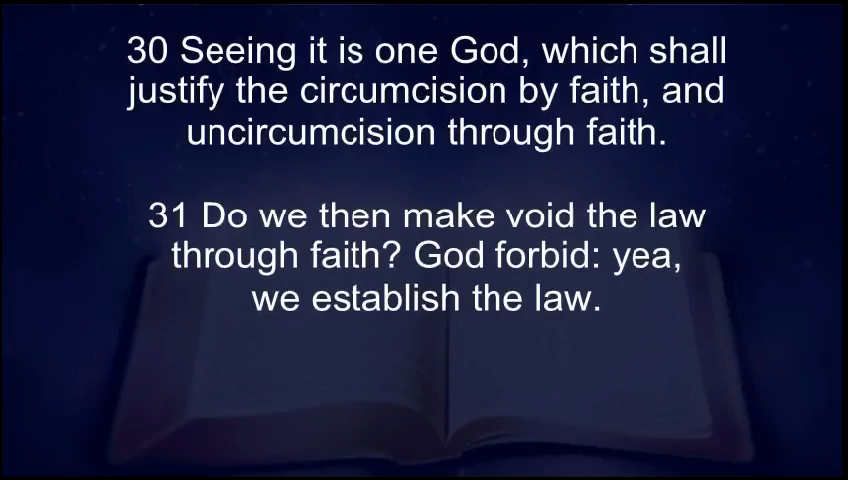 30 Seeing it is one God, which shall
justify the circumcision by faith, and
uncircumcision through faith.
31 Do we then make void the law
through faith? God forbid: yea,
we establish the law.